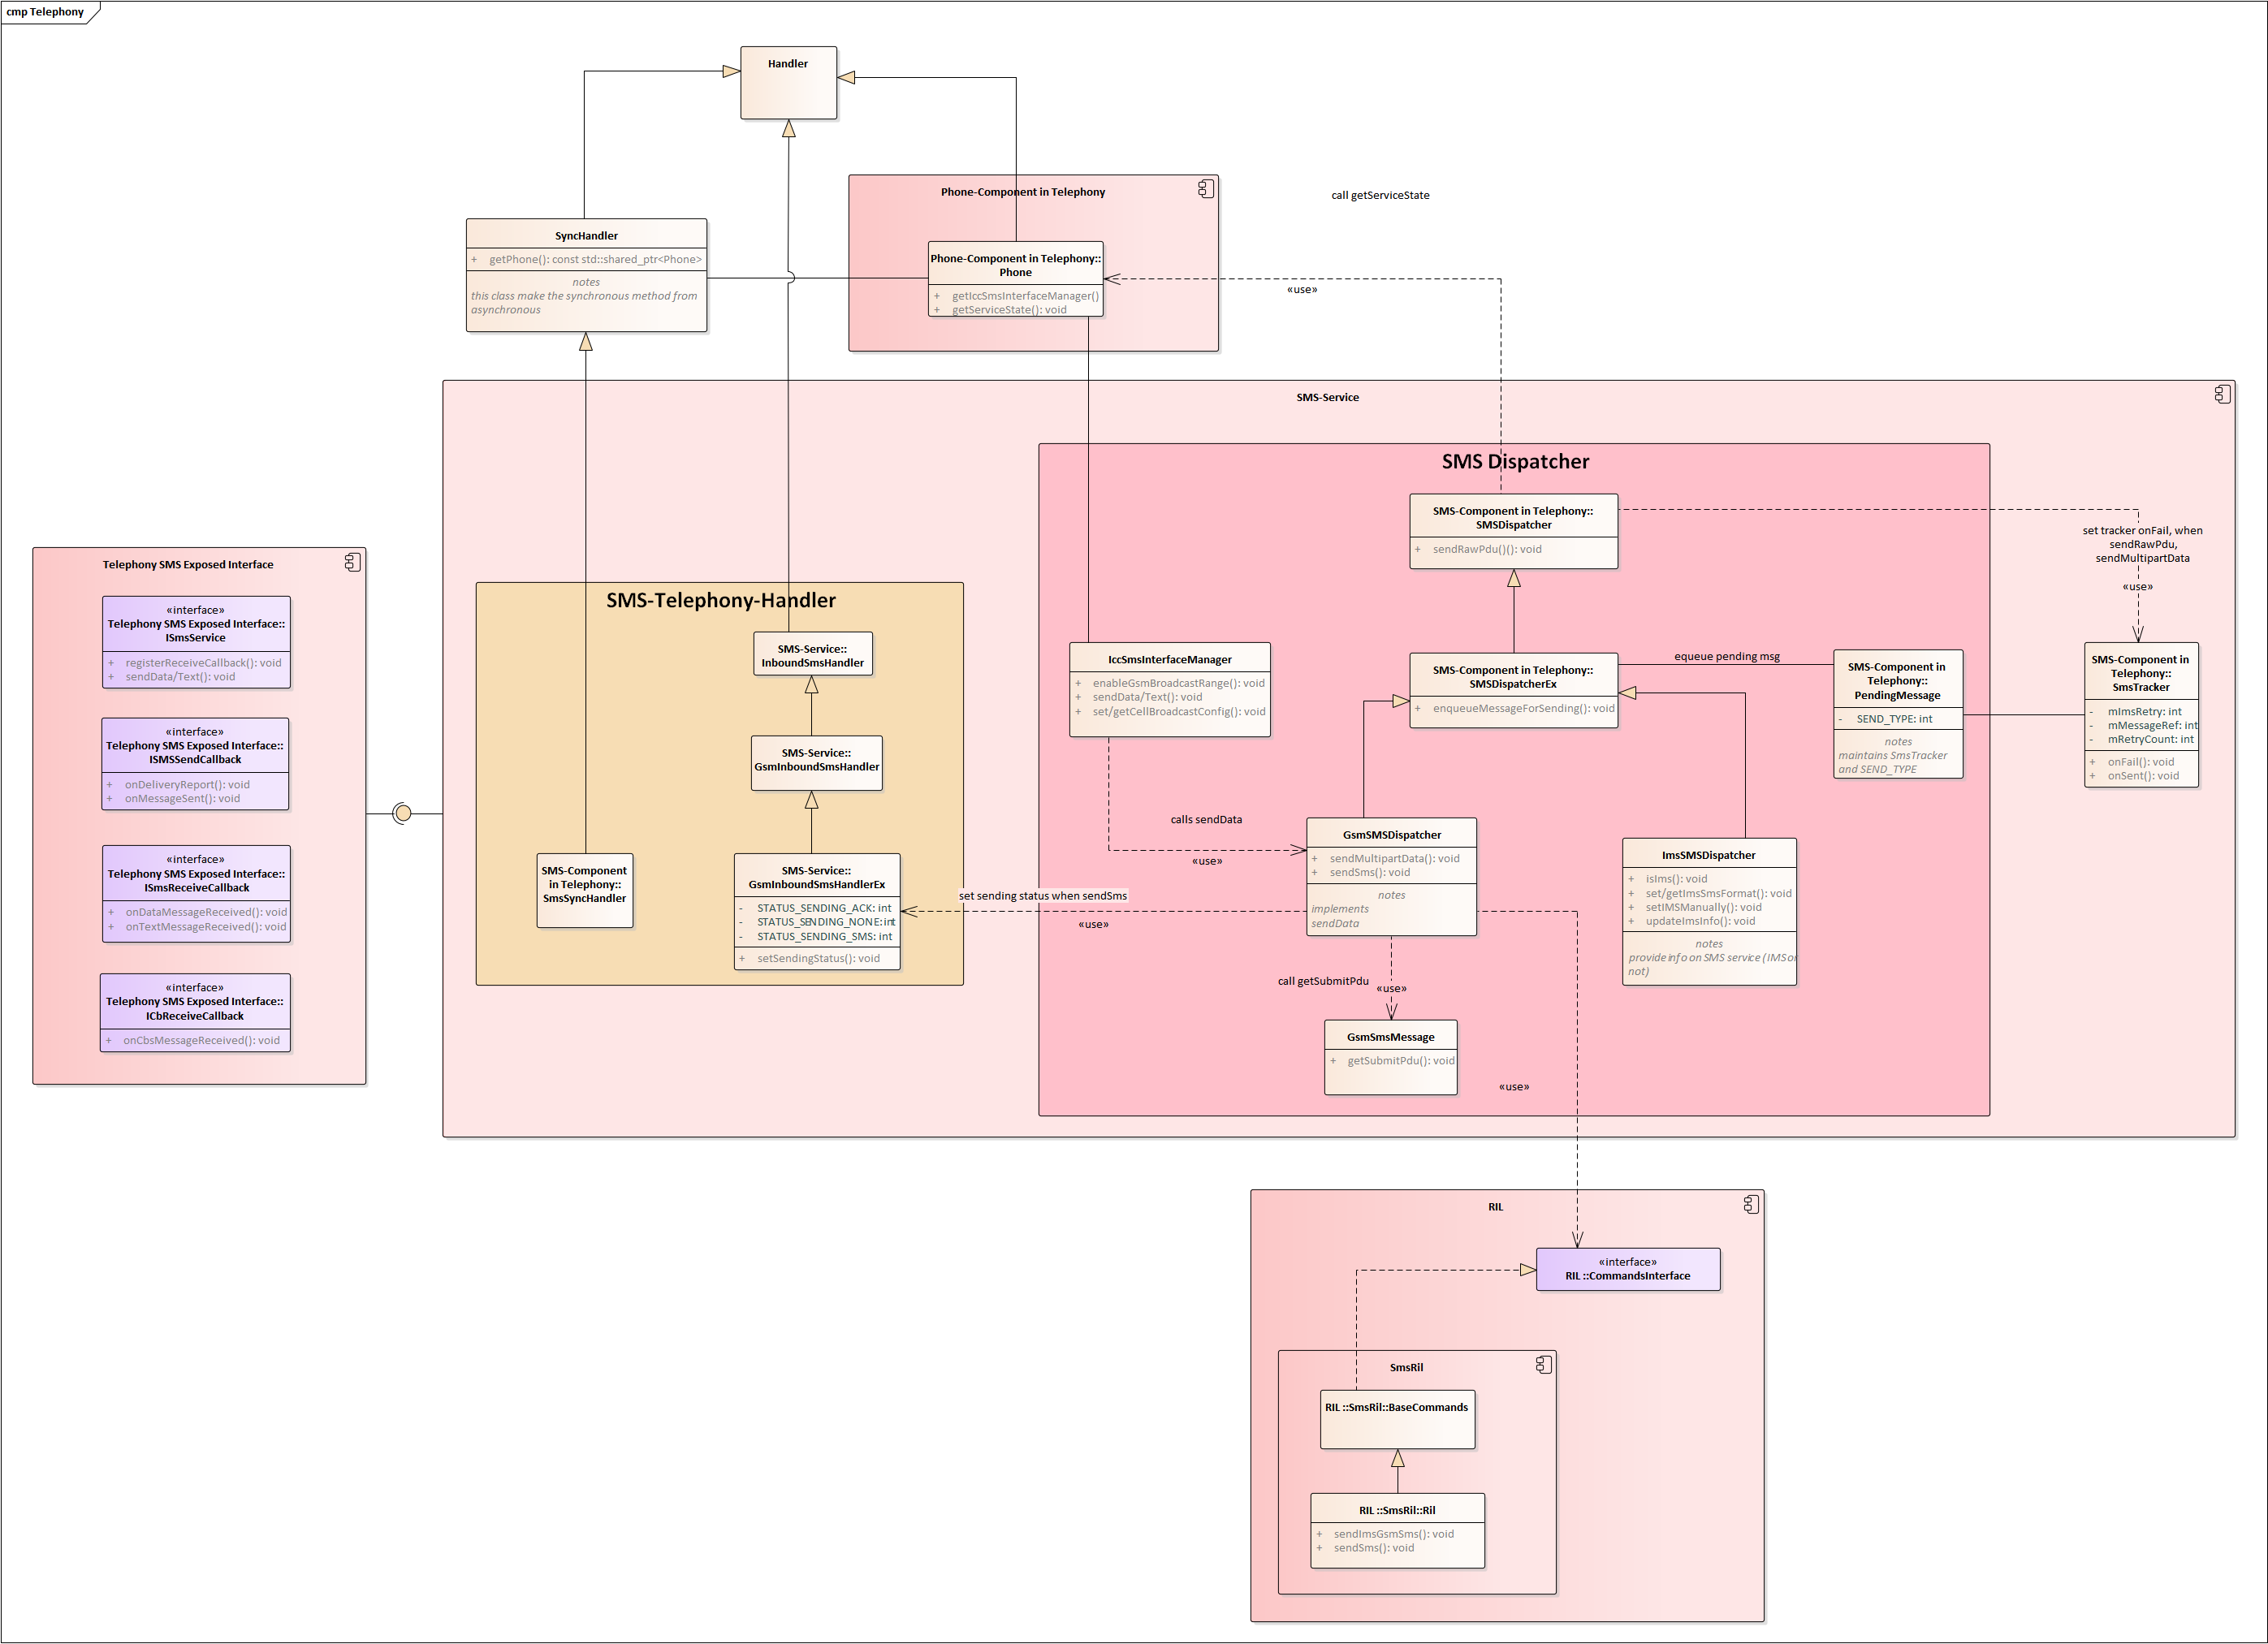 cmp Telephony
Handler
Phone-Component in Telephony
call getServiceState
SyncHandler
+ getPhone(): const std::shared_ptr<Phone>
notes
this class make the synchronous method from
asynchronous
Phone-Component in Telephony::
Phone
+ getIccSmsInterfaceManager()
+ getServiceState(): void
«use»
SMS-Service
SMS Dispatcher
SMS-Component in Telephony::
SMSDispatcher
+ sendRawPdu()(): void
set tracker onFail, when
sendRawPdu,
sendMultipartData
«use»
Telephony SMS Exposed Interface
«interface»
Telephony SMS Exposed Interface::
ISmsService
+ registerReceiveCallback(): void
+ sendData/Text(): void
«interface»
Telephony SMS Exposed Interface::
ISMSSendCallback
+ onDeliveryReport(): void
+ onMessageSent(): void
«interface»
Telephony SMS Exposed Interface::
ISmsReceiveCallback
+ onDataMessageReceived(): void
+ onTextMessageReceived(): void
«interface»
Telephony SMS Exposed Interface::
ICbReceiveCallback
+ onCbsMessageReceived(): void
SMS-Telephony-Handler
SMS-Service::
InboundSmsHandler
SMS-Service::
GsmInboundSmsHandler
SMS-Component
in Telephony::
SmsSyncHandler
SMS-Service::
GsmInboundSmsHandlerEx
- STATUS_SENDING_ACK: int
- STATUS_SENDING_NONE: int
- STATUS_SENDING_SMS: int
+ setSendingStatus(): void
IccSmsInterfaceManager
+ enableGsmBroadcastRange(): void
+ sendData/Text(): void
+ set/getCellBroadcastConfig(): void
SMS-Component in Telephony::
SMSDispatcherEx
+ enqueueMessageForSending(): void
equeue pending msg
SMS-Component in
Telephony::
PendingMessage
- SEND_TYPE: int
notes
maintains SmsTracker
and SEND_TYPE
SMS-Component in
Telephony::
SmsTracker
- mImsRetry: int
- mMessageRef: int
- mRetryCount: int
+ onFail(): void
+ onSent(): void
calls sendData
«use»
GsmSMSDispatcher
+ sendMultipartData(): void
+ sendSms(): void
notes
implements
sendData
ImsSMSDispatcher
+ isIms(): void
+ set/getImsSmsFormat(): void
+ setIMSManually(): void
+ updateImsInfo(): void
notes
provide info on SMS service (IMS or
not)
set sending status when sendSms
«use»
call getSubmitPdu
«use»
GsmSmsMessage
+ getSubmitPdu(): void
«use»
RIL
«interface»
RIL ::CommandsInterface
SmsRil
RIL ::SmsRil::BaseCommands
RIL ::SmsRil::Ril
+ sendImsGsmSms(): void
+ sendSms(): void